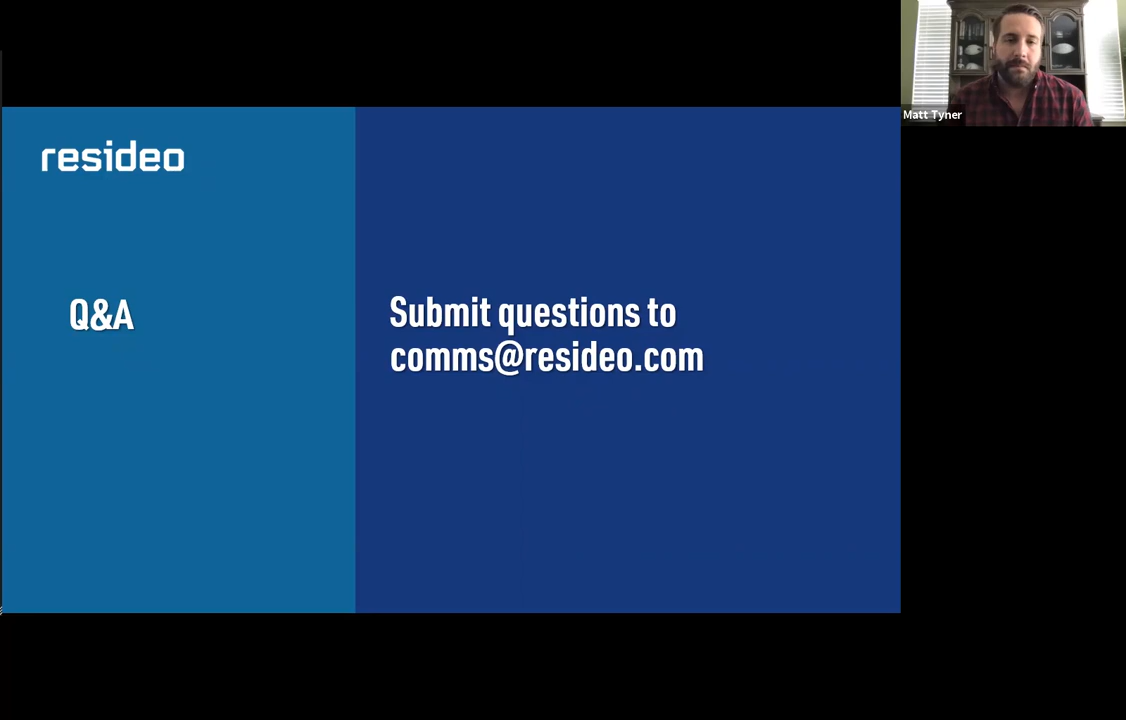 Matt Tyner
resideo
Q&A
Submit questions to
comms@resideo.com